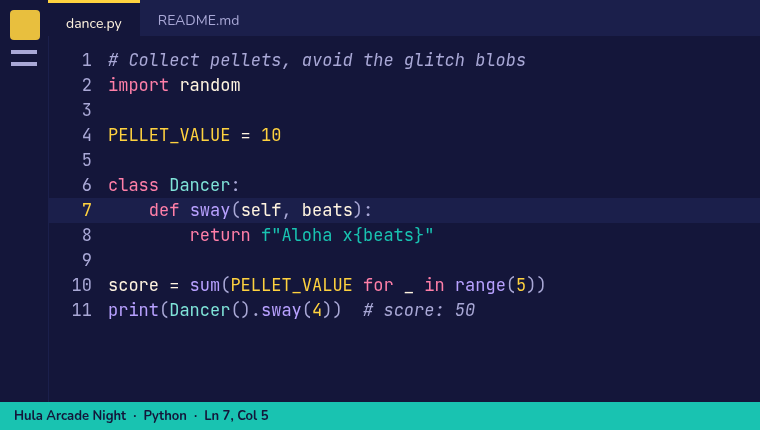 dance.py README.md
1 # Collect pellets, avoid the glitch blobs
2 import random
3
4 PELLET_VALUE = 10
5
6 class Dancer:
7     def sway(self, beats):
8         return f"Aloha x{beats}"
9
10 score = sum(PELLET_VALUE for _ in range(5))
11 print(Dancer().sway(4))  # score: 50
Hula Arcade Night · Python · Ln 7, Col 5